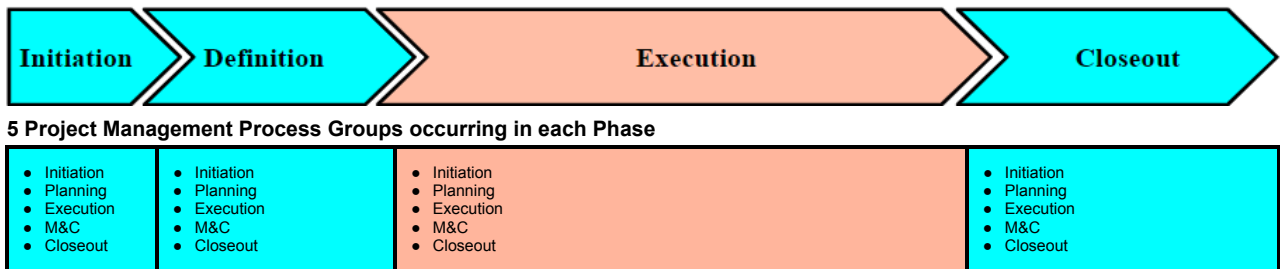 Initiation
Definition
Execution
Closeout
5 Project Management Process Groups occurring in each Phase
● Initiation
● Planning
● Execution
● M&C
● Closeout
● Initiation
● Planning
● Execution
● M&C
● Closeout
● Initiation
● Planning
● Execution
● M&C
● Closeout
● Initiation
● Planning
● Execution
● M&C
● Closeout